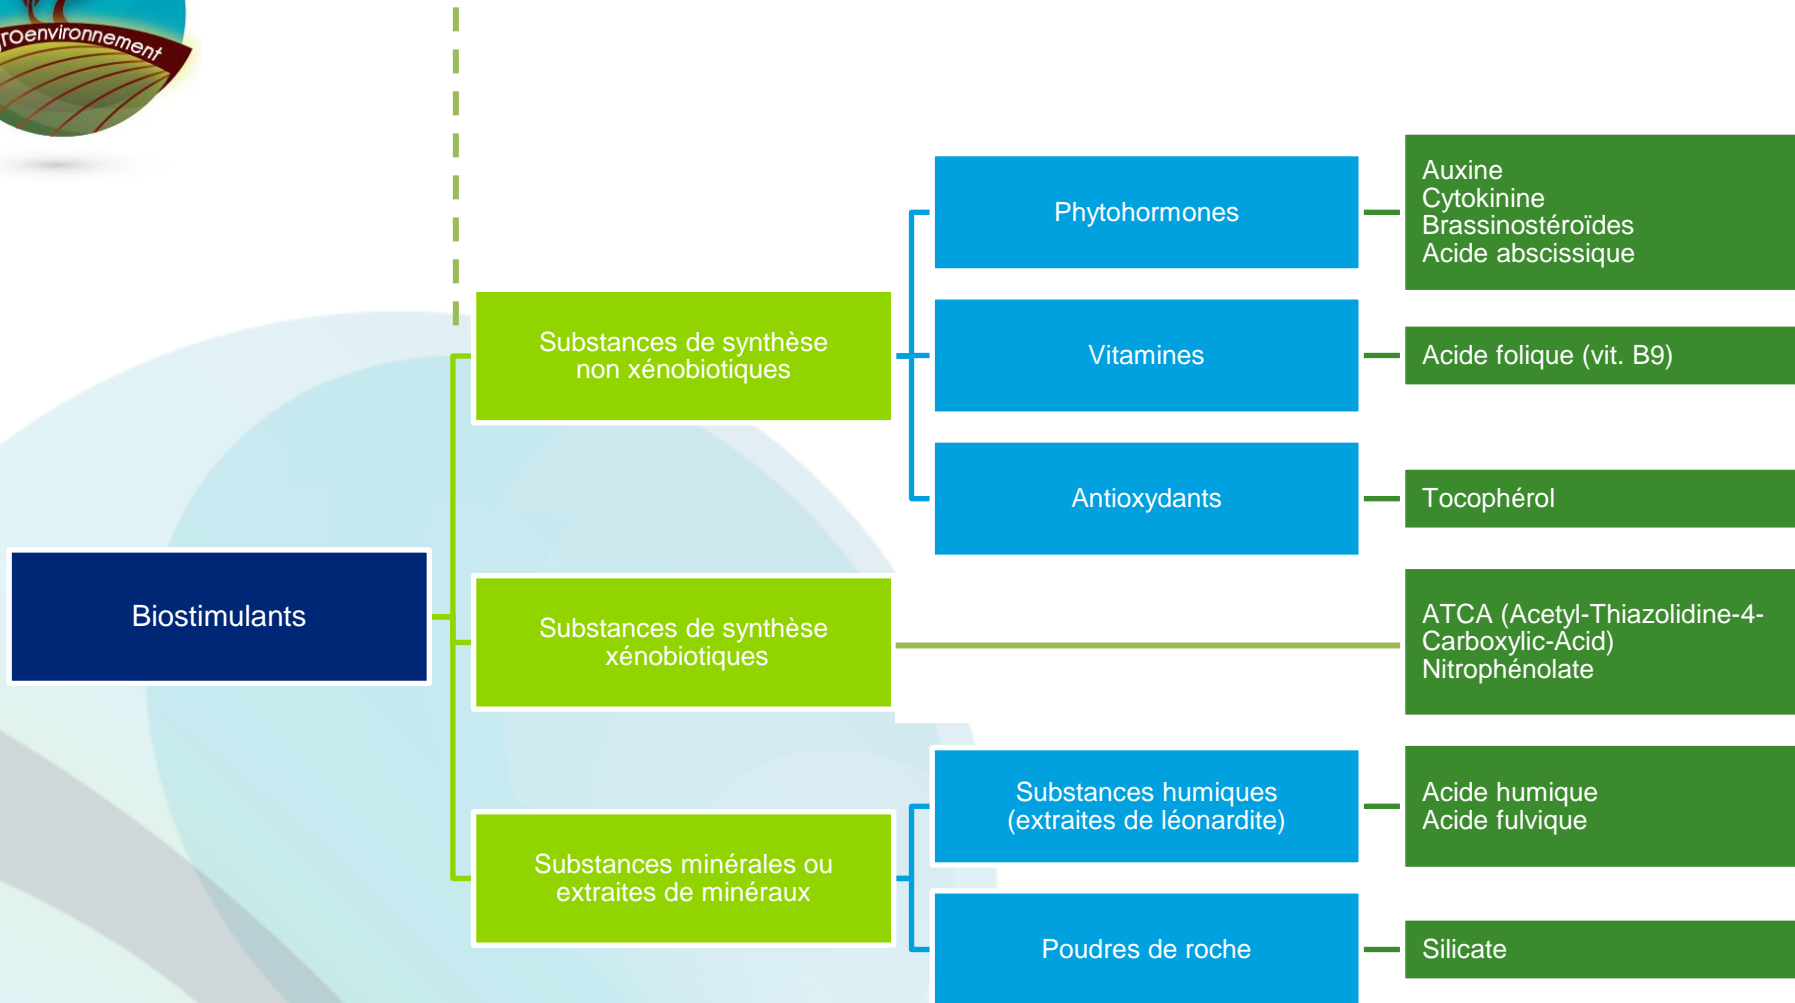 Biostimulants
Substances de synthèse
non xénobiotiques
Phytohormones
Auxine
Cytokinine
Brassinostéroïdes
Acide abscissique
Vitamines
Acide folique (vit. B9)
Antioxydants
Tocophérol
Substances de synthèse
xénobiotiques
ATCA (Acetyl-Thiazolidine-4-
Carboxylic-Acid)
Nitrophénolate
Substances minérales ou
extraites de minéraux
Substances humiques
(extraites de léonardite)
Acide humique
Acide fulvique
Poudres de roche
Silicate